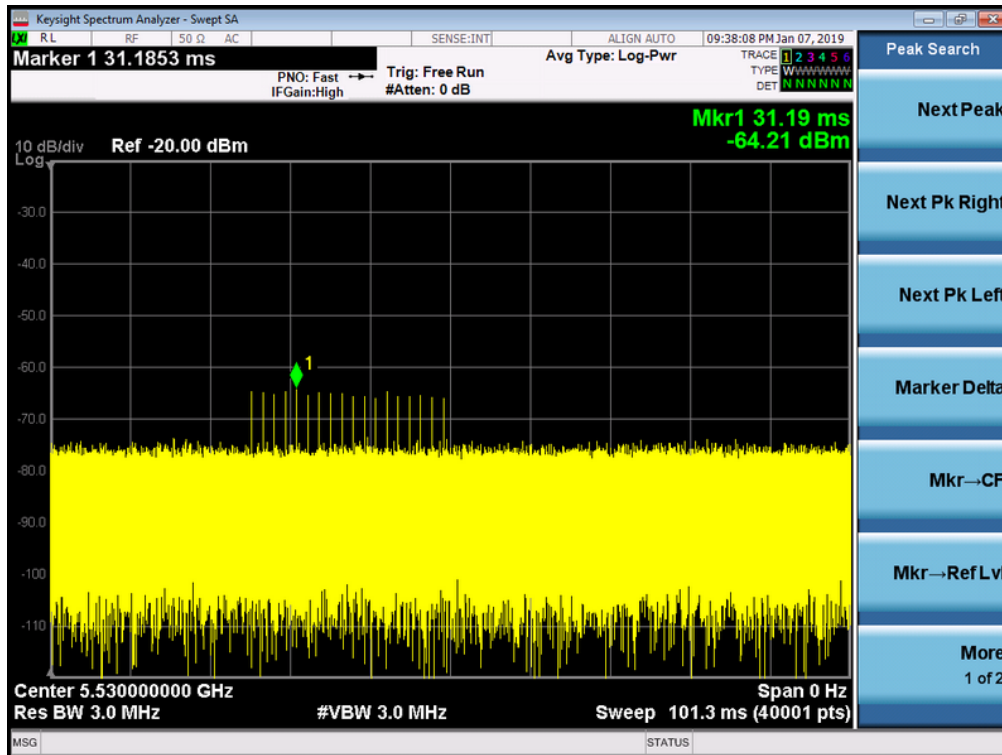 Keysight Spectrum Analyzer - Swept SA
LXI RL RF 50 Ω AC SENSE:INT ALIGN AUTO 09:38:08 PM Jan 07, 2019
Marker 1 31.1853 ms
PNO: Fast
IFGain:High
Trig: Free Run
#Atten: 0 dB
Avg Type: Log-Pwr
TRACE 1 2 3 4 5 6
TYPE WWWWWW
DET N N N N N N
Mkr1 31.19 ms
-64.21 dBm
10 dB/div Ref -20.00 dBm
Log
-30.0
-40.0
-50.0
-60.0
-70.0
-80.0
-90.0
-100
-110
1
Center 5.530000000 GHz Span 0 Hz
Res BW 3.0 MHz #VBW 3.0 MHz Sweep 101.3 ms (40001 pts)
MSG STATUS
Peak Search
Next Peak
Next Pk Right
Next Pk Left
Marker Delta
Mkr→CF
Mkr→Ref Lvl
More
1 of 2